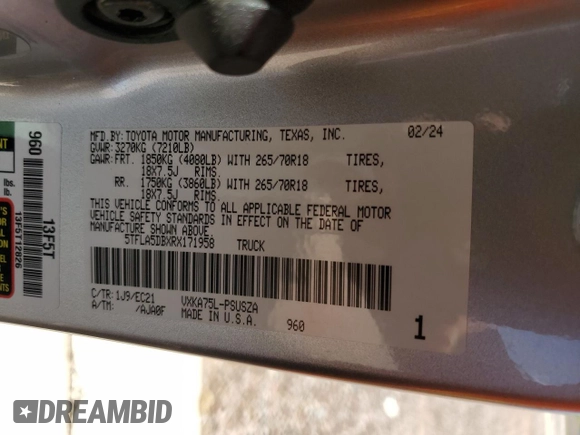 MFD.BY:TOYOTA MOTOR MANUFACTURING, TEXAS, INC. 02/24
GVWR:3270KG (7210LB)
GAWR:FRT. 1850KG (4080LB) WITH 265/70R18 TIRES,
18X7.5J RIMS.
RR. 1750KG (3860LB) WITH 265/70R18 TIRES,
18X7.5J RIMS.
THIS VEHICLE CONFORMS TO ALL APPLICABLE FEDERAL MOTOR
VEHICLE SAFETY STANDARDS IN EFFECT ON THE DATE OF
MANUFACTURE SHOWN ABOVE.
5TFLA5DBXRX171958 TRUCK
C/TR:1J9/EC21 VXKA75L-PSUSZA
A/TM: /AJA0F MADE IN U.S.A. 960 1
960
13F5T
13F5T12826
lbs.
DREAMBID